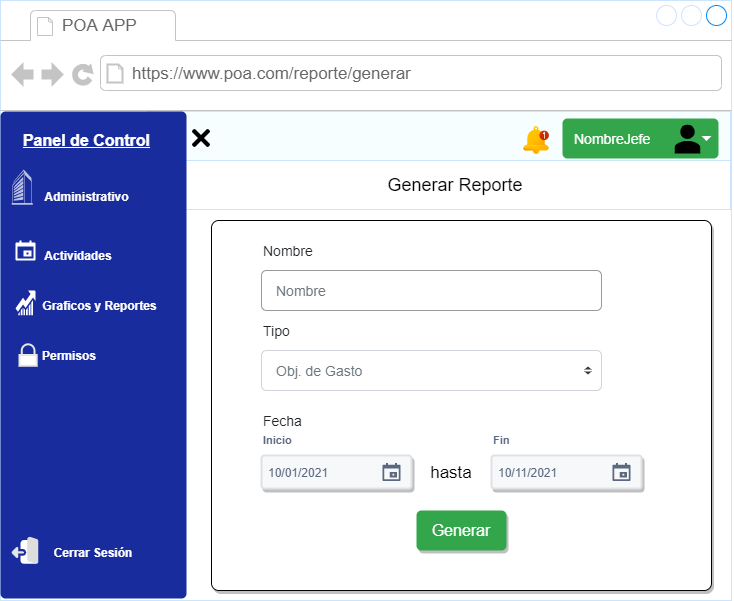 POA APP
https://www.poa.com/reporte/generar
Panel de Control
1
NombreJefe
Generar Reporte
Administrativo
Actividades
Graficos y Reportes
Permisos
Cerrar Sesión
Nombre
Nombre
Tipo
Obj. de Gasto
Fecha
Inicio
Fin
10/01/2021
hasta
10/11/2021
Generar